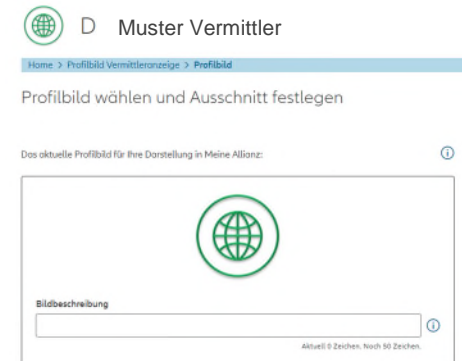 D Muster Vermittler
Home > Profilbild Vermittleranzeige > Profilbild
Profilbild wählen und Ausschnitt festlegen
Das aktuelle Profilbild für Ihre Darstellung in Meine Allianz:
Bildbeschreibung
Aktuell 0 Zeichen. Noch 50 Zeichen.